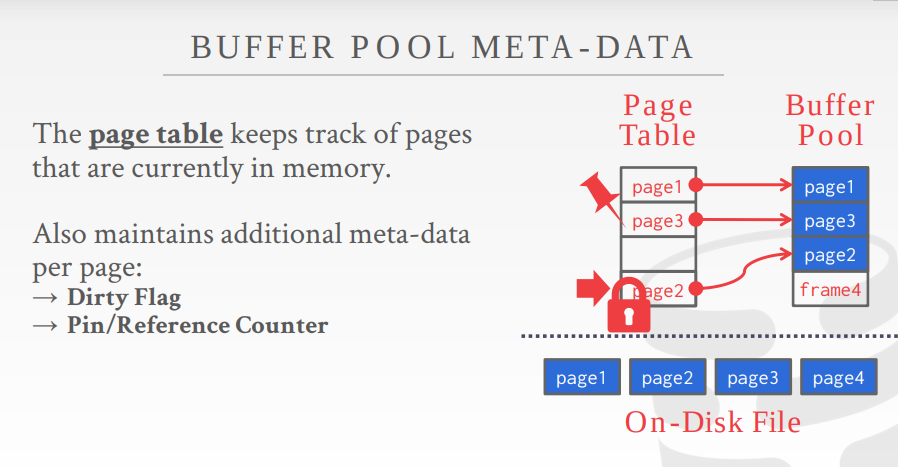 BUFFER POOL META-DATA
The page table keeps track of pages
that are currently in memory.
Also maintains additional meta-data
per page:
→ Dirty Flag
→ Pin/Reference Counter
Page
Table
page1
page3
page2
Buffer
Pool
page1
page3
page2
frame4
page1
page2
page3
page4
On-Disk File